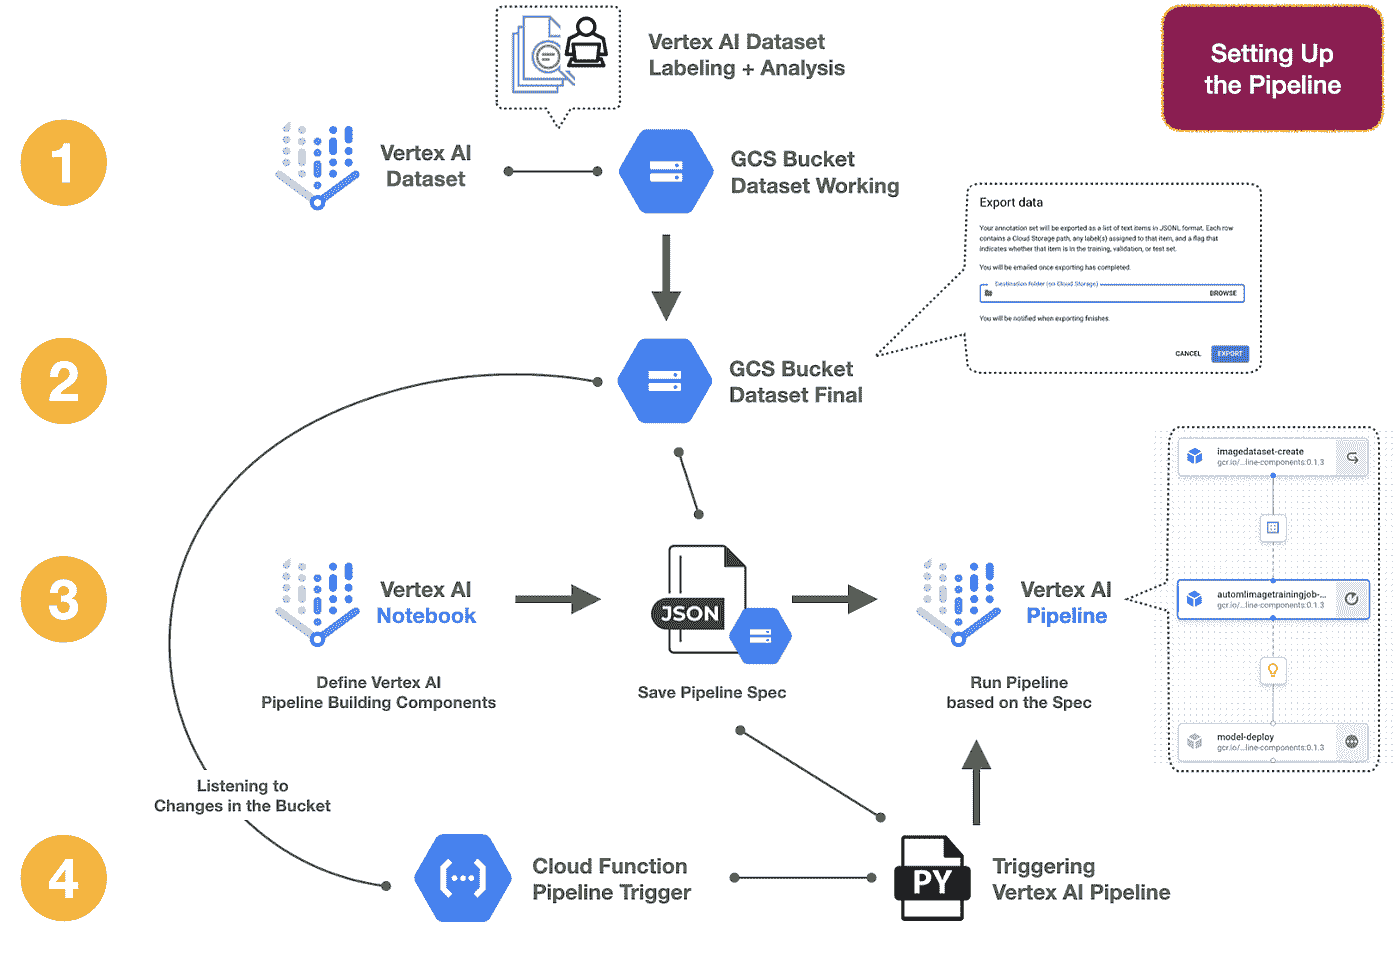 Vertex AI Dataset
Labeling + Analysis
Setting Up
the Pipeline
1
Vertex AI
Dataset
GCS Bucket
Dataset Working
Export data
Your annotation set will be exported as a list of text items in JSONL format. Each row
contains a Cloud Storage path, any label(s) assigned to that item, and a flag that
indicates whether that item is in the training, validation, or test set.
You will be emailed once exporting has completed.
Destination folder (on Cloud Storage)
BROWSE
You will be notified when exporting finishes.
CANCEL
EXPORT
2
GCS Bucket
Dataset Final
imagedataset-create
gcr.io/...line-components:0.1.3
automlimagetrainingjob-...
gcr.io/...line-components:0.1.3
model-deploy
gcr.io/...line-components:0.1.3
3
Vertex AI
Notebook
Define Vertex AI
Pipeline Building Components
JSON
Save Pipeline Spec
Vertex AI
Pipeline
Run Pipeline
based on the Spec
Listening to
Changes in the Bucket
4
Cloud Function
Pipeline Trigger
PY
Triggering
Vertex AI Pipeline